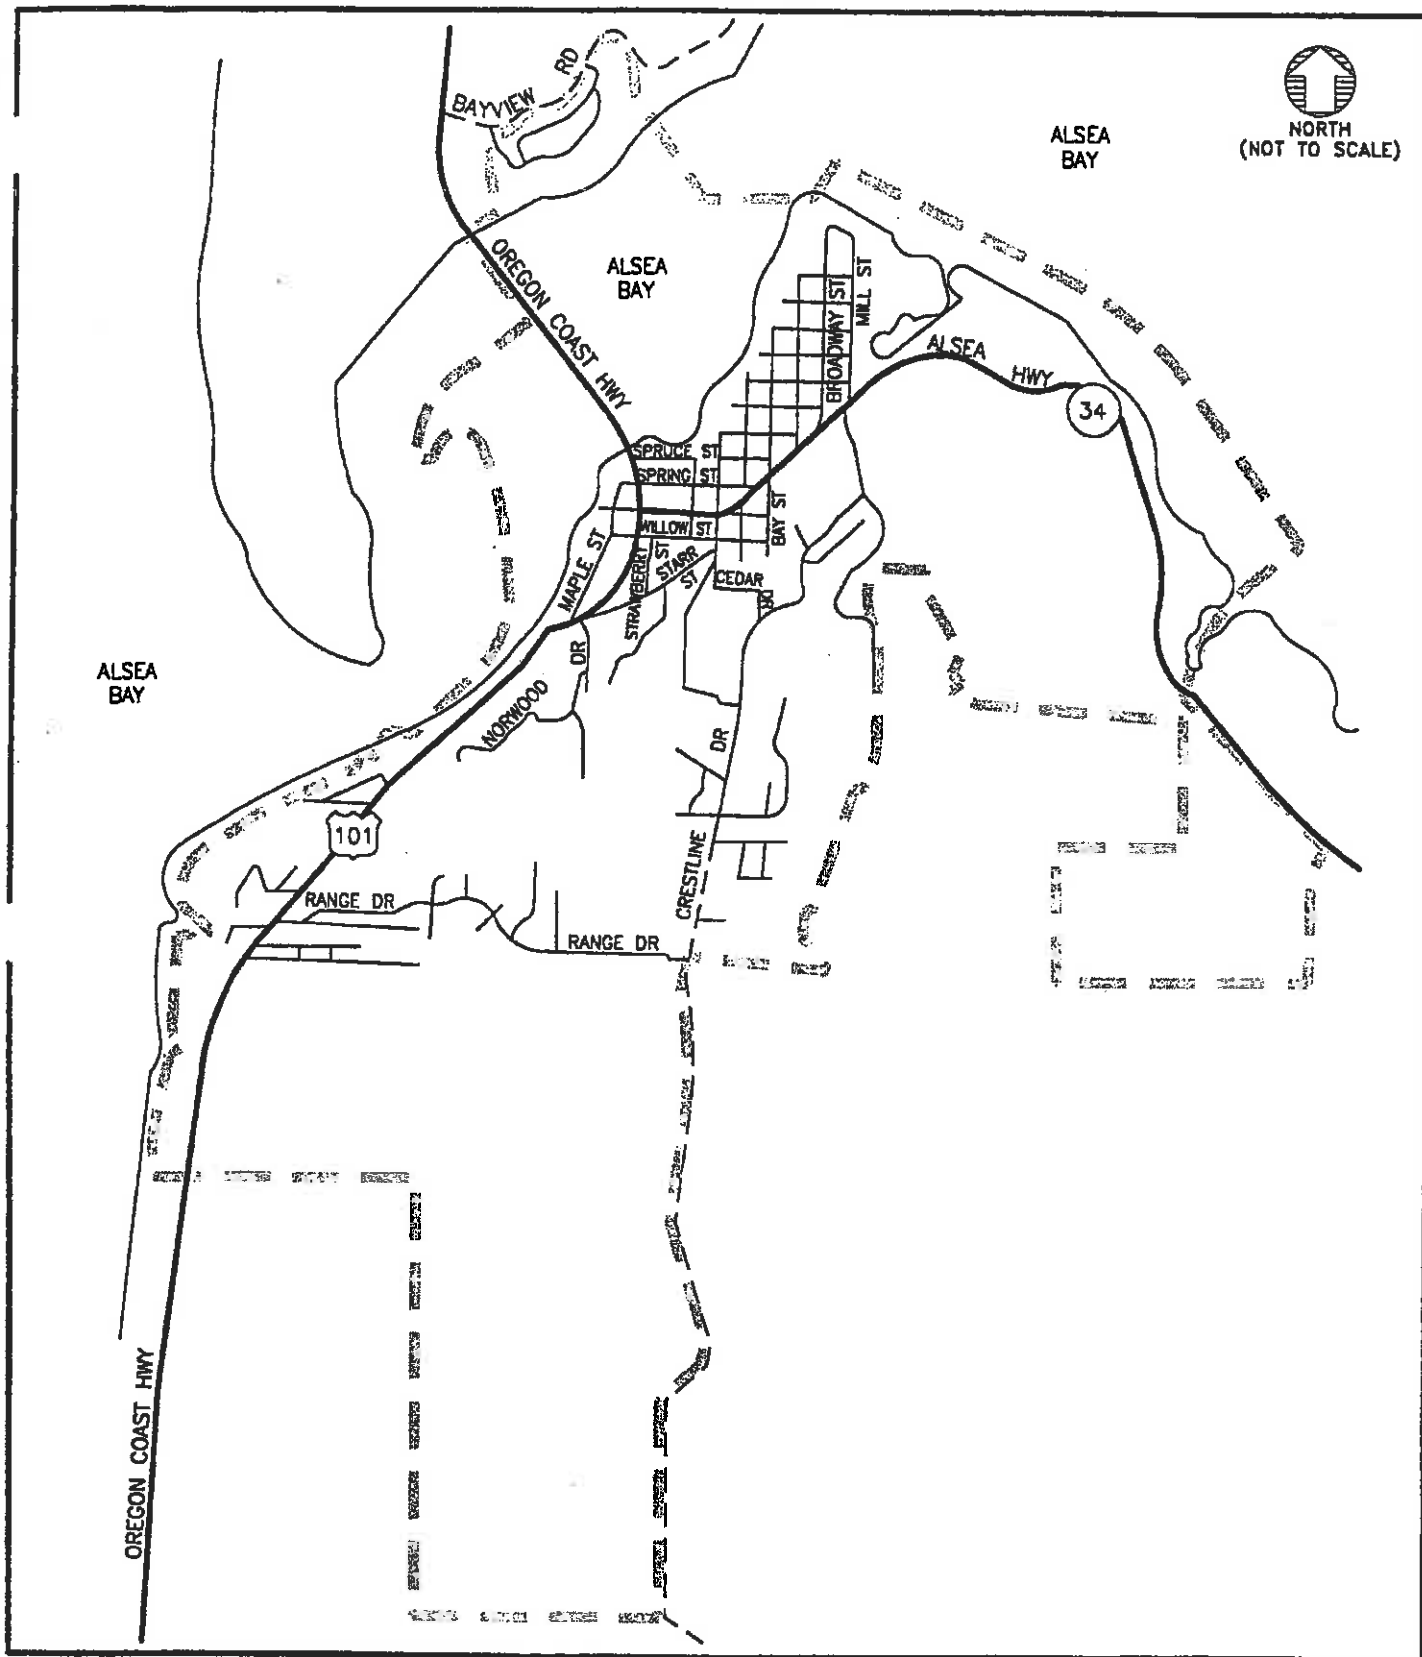 BAYVIEW RD
NORTH
(NOT TO SCALE)
ALSEA
BAY
ALSEA
BAY
OREGON COAST HWY
BROADWAY ST
MILL ST
ALSEA HWY
34
SPRUCE ST
SPRING ST
WILLOW ST
BAY ST
MAPLE ST
STRAWBERRY ST
STARR ST
CEDAR DR
ALSEA
BAY
NORWOOD DR
CRESTLINE DR
101
RANGE DR
RANGE DR
OREGON COAST HWY